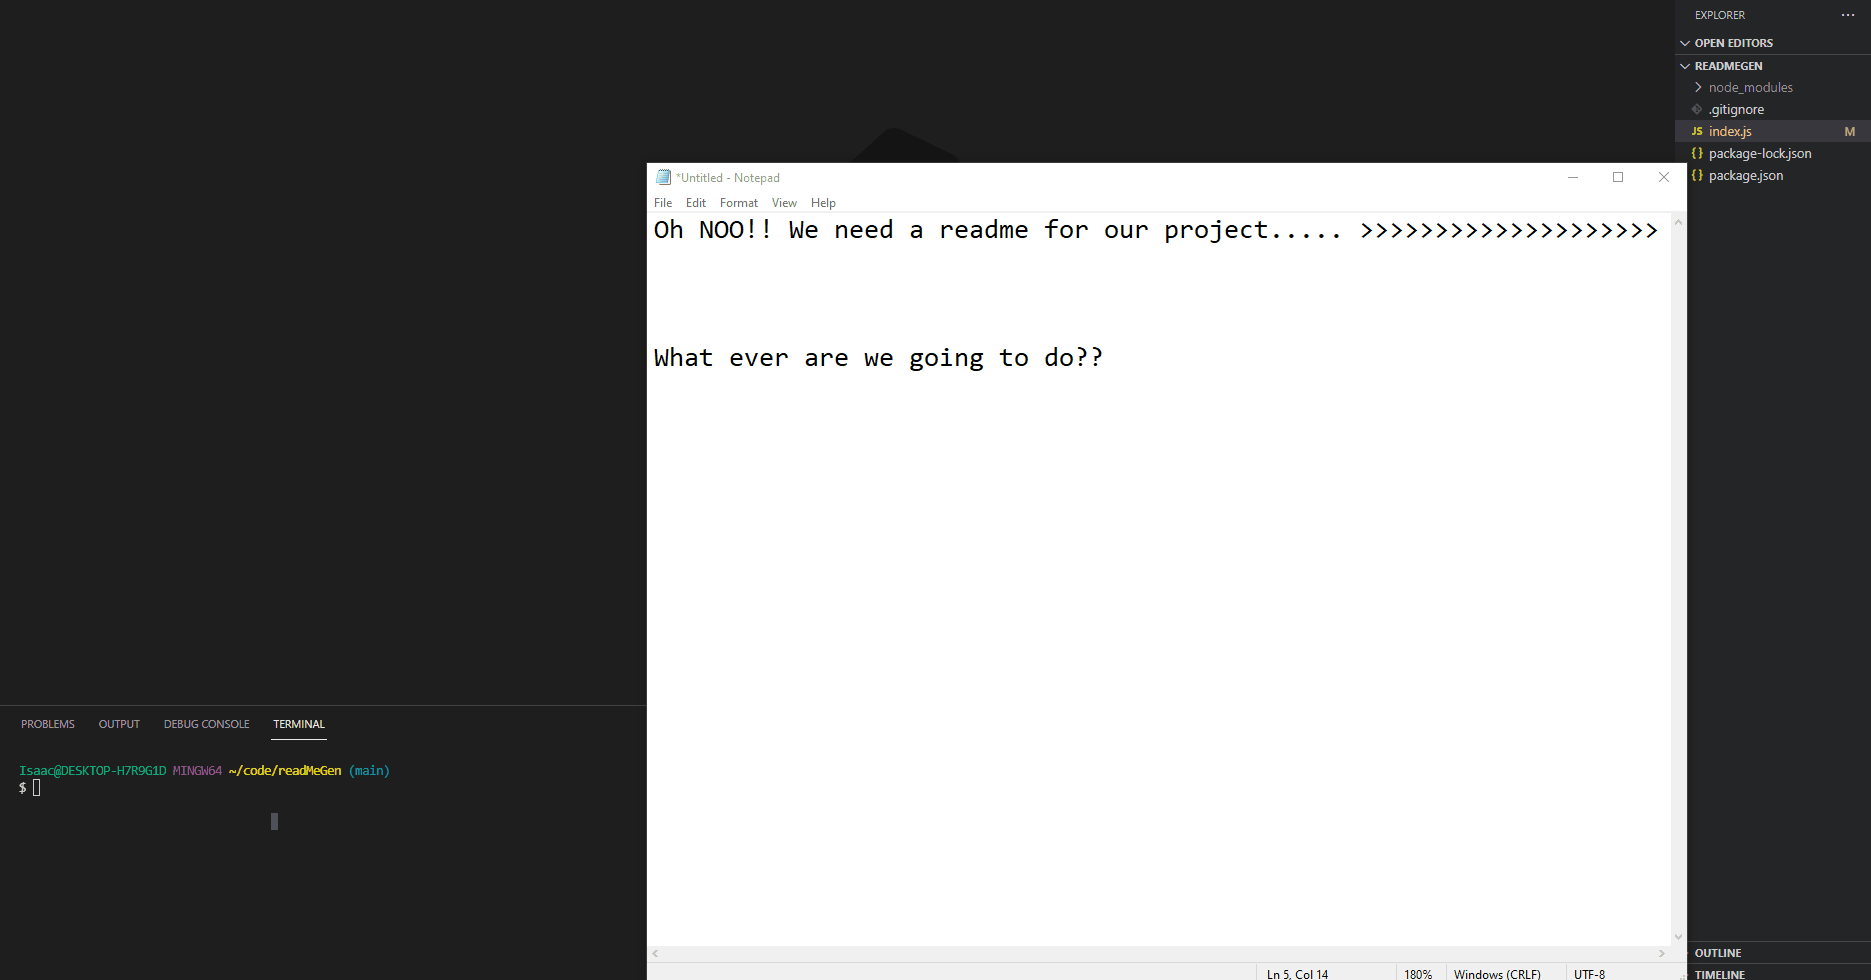 EXPLORER
OPEN EDITORS
READMEGEN
node_modules
.gitignore
JS index.js M
{} package-lock.json
{} package.json
*Untitled - Notepad
File Edit Format View Help
Oh NOO!! We need a readme for our project..... >>>>>>>>>>>>>>>>>>>>
What ever are we going to do??
PROBLEMS OUTPUT DEBUG CONSOLE TERMINAL
Isaac@DESKTOP-H7R9G1D MINGW64 ~/code/readMeGen (main)
$
Ln 5, Col 14 180% Windows (CRLF) UTF-8
OUTLINE
TIMELINE